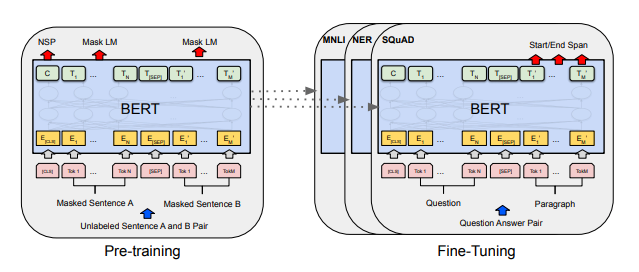 NSP Mask LM Mask LM
C T1 ... TN T[SEP] T1' ... TM'
BERT
E[CLS] E1 ... EN E[SEP] E1' ... EM'
[CLS] Tok 1 ... Tok N [SEP] Tok 1 ... TokM
Masked Sentence A Masked Sentence B
Unlabeled Sentence A and B Pair
Pre-training
MNLI NER SQuAD
Start/End Span
C T1 ... TN T[SEP] T1' ... TM'
BERT
E[CLS] E1 ... EN E[SEP] E1' ... EM'
[CLS] Tok 1 ... Tok N [SEP] Tok 1 ... TokM
Question Paragraph
Question Answer Pair
Fine-Tuning